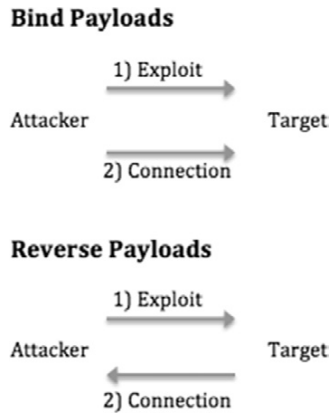 Bind Payloads
1) Exploit
Attacker Target
2) Connection
Reverse Payloads
1) Exploit
Attacker Target
2) Connection